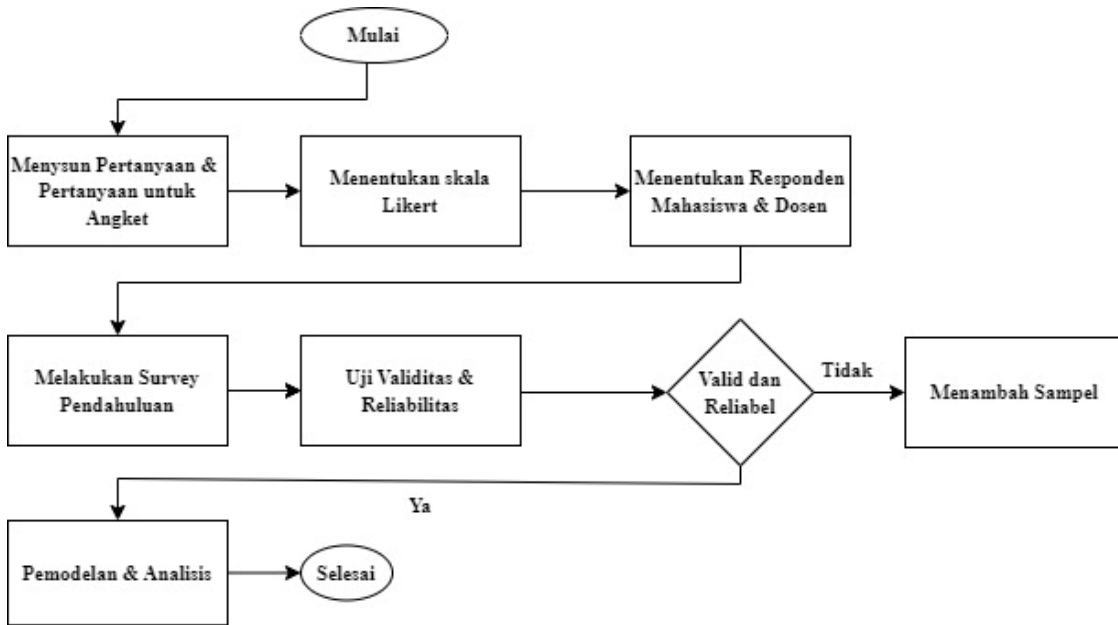 Mulai
Menysun Pertanyaan &
Pertanyaan untuk
Angket
Menentukan skala
Likert
Menentukan Responden
Mahasiswa & Dosen
Melakukan Survey
Pendahuluan
Uji Validitas &
Reliabilitas
Valid dan
Reliabel
Tidak
Menambah Sampel
Ya
Pemodelan & Analisis
Selesai